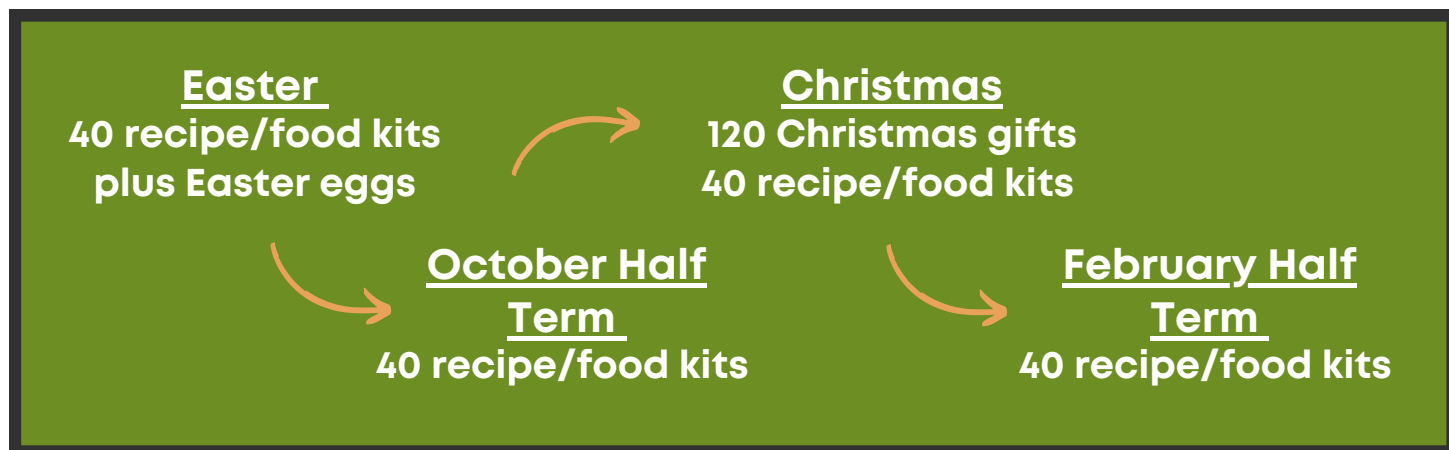 Easter
40 recipe/food kits
plus Easter eggs
October Half
Term
40 recipe/food kits
Christmas
120 Christmas gifts
40 recipe/food kits
February Half
Term
40 recipe/food kits